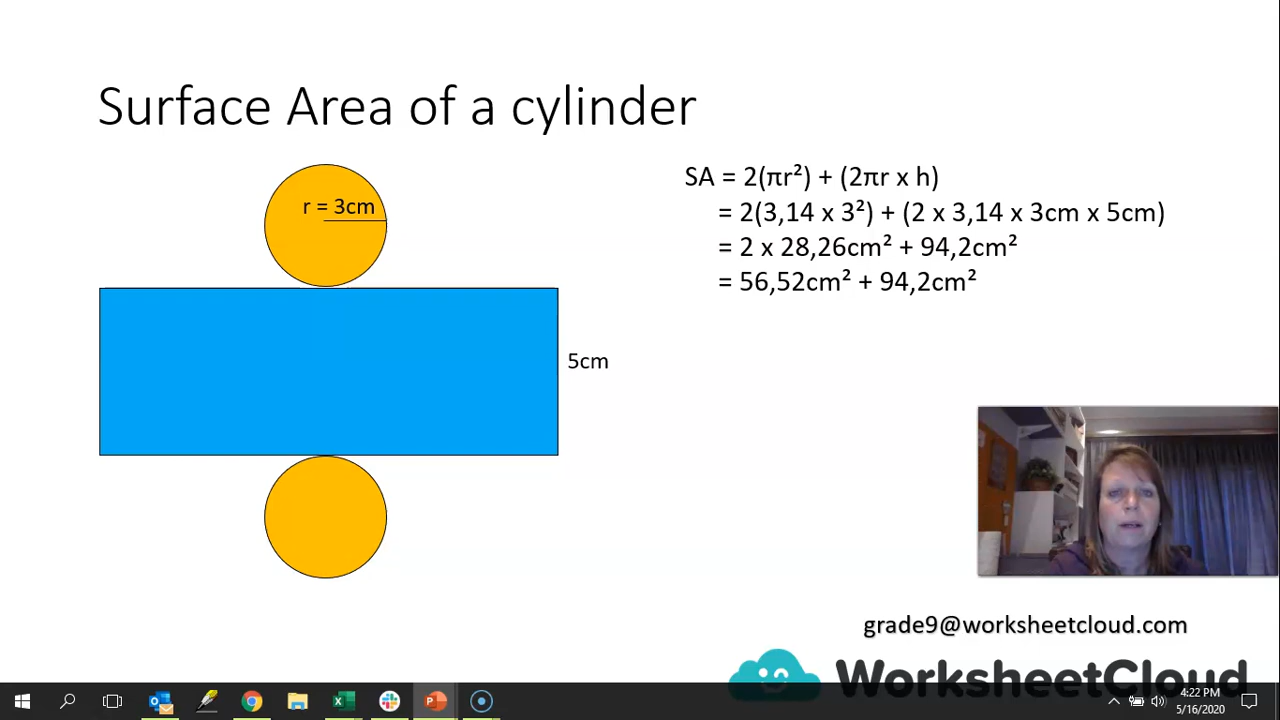 Surface Area of a cylinder
r = 3cm
5cm
SA = 2(πr²) + (2πr x h)
= 2(3,14 x 3²) + (2 x 3,14 x 3cm x 5cm)
= 2 x 28,26cm² + 94,2cm²
= 56,52cm² + 94,2cm²
grade9@worksheetcloud.com
WorksheetCloud
4:22 PM
5/16/2020